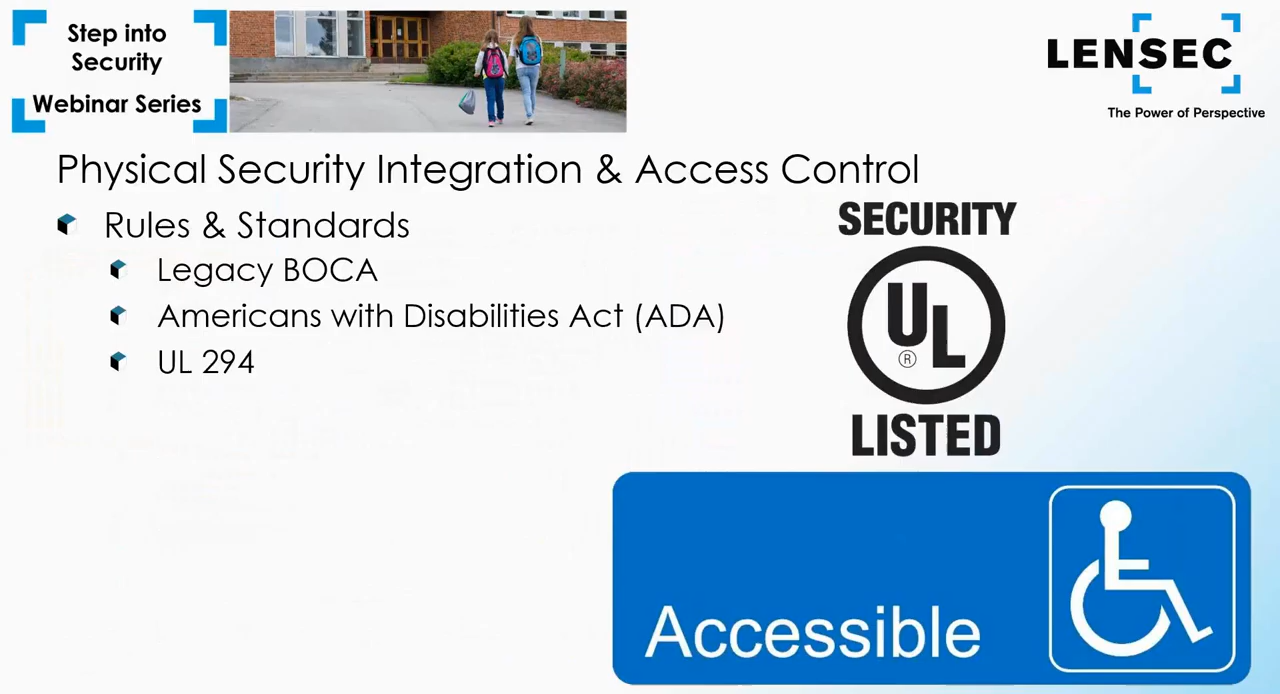 Step into
Security
Webinar Series
LENSEC
The Power of Perspective
Physical Security Integration & Access Control
Rules & Standards
Legacy BOCA
Americans with Disabilities Act (ADA)
UL 294
SECURITY
UL
®
LISTED
Accessible